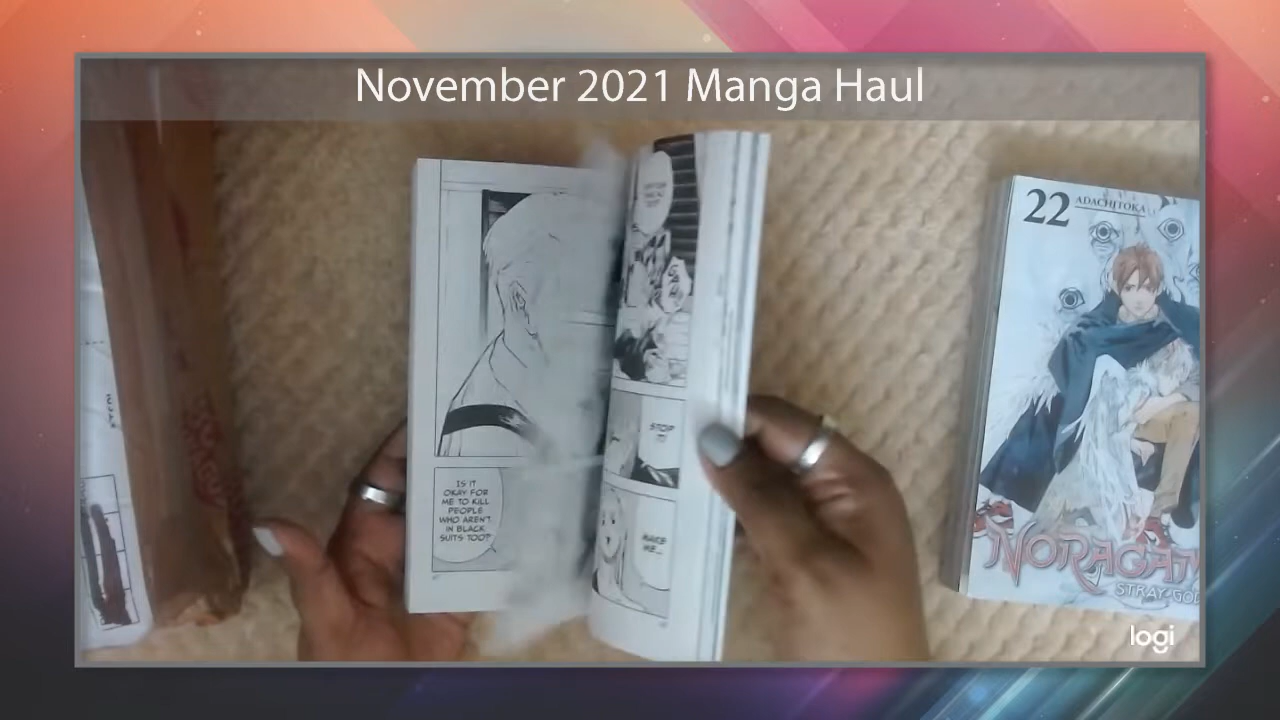 November 2021 Manga Haul
22
ADACHITOKA
STOP
IT!
IS IT
OKAY FOR
ME TO KILL
PEOPLE
WHO AREN'T
IN BLACK
SUITS TOO?
MAKE
ME...
NORAGAM
STRAY GOD
logi